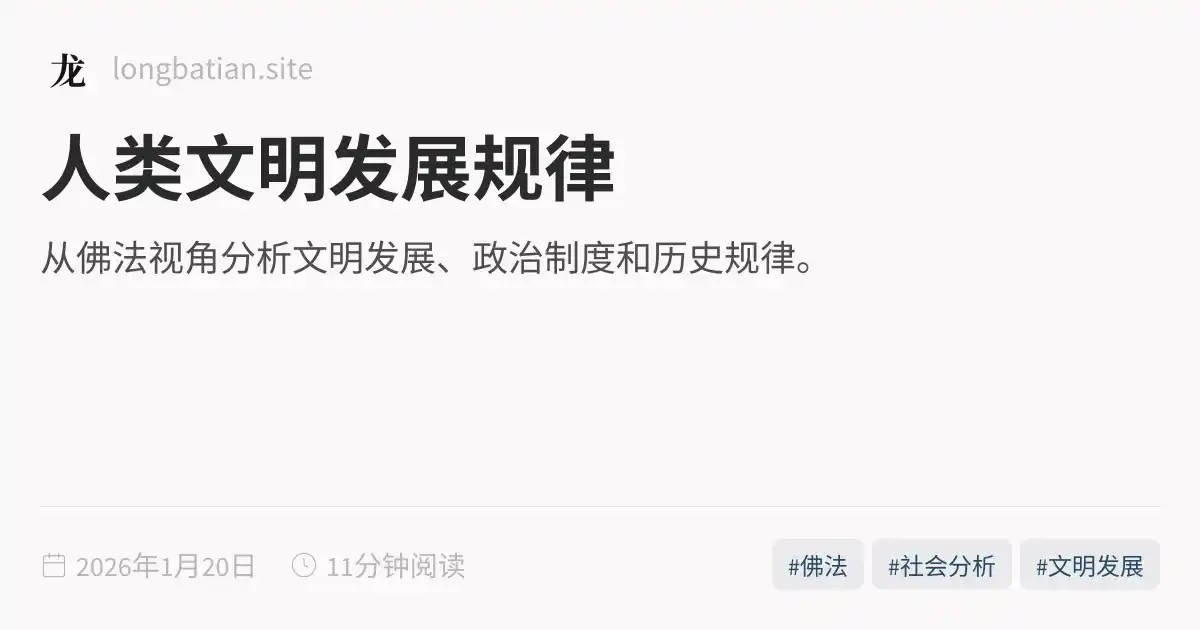 龙 longbatian.site
人类文明发展规律
从佛法视角分析文明发展、政治制度和历史规律。
2026年1月20日 11分钟阅读 #佛法 #社会分析 #文明发展